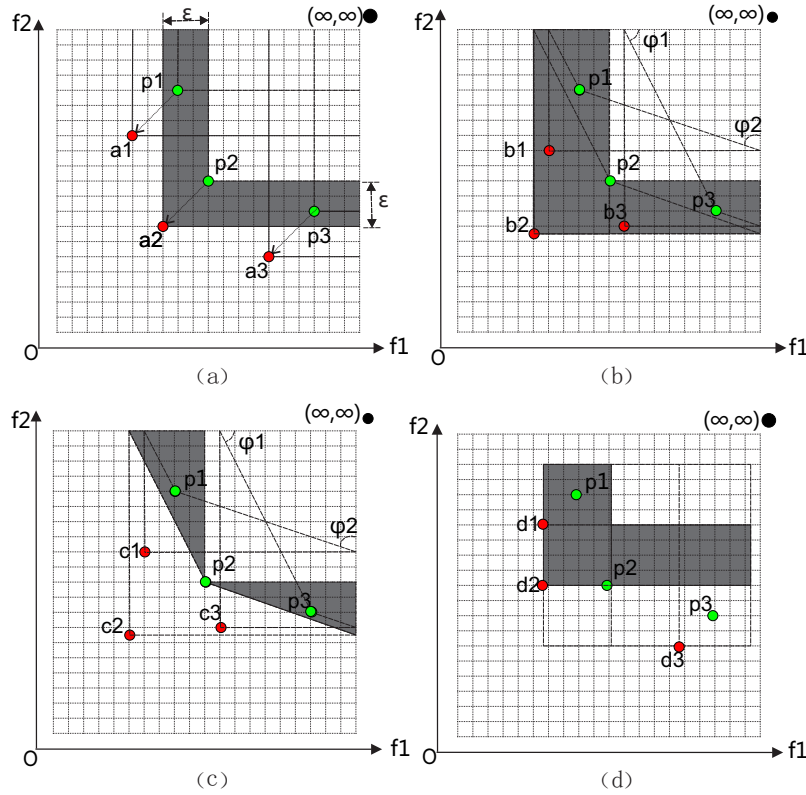 f2
ε
(∞,∞)
p1
a1
p2
ε
a2
p3
a3
O
f1
(a)
f2
(∞,∞)
φ1
p1
φ2
b1
p2
p3
b3
b2
O
f1
(b)
f2
(∞,∞)
φ1
p1
φ2
c1
p2
p3
c3
c2
O
f1
(c)
f2
(∞,∞)
p1
d1
d2
p2
p3
d3
O
f1
(d)